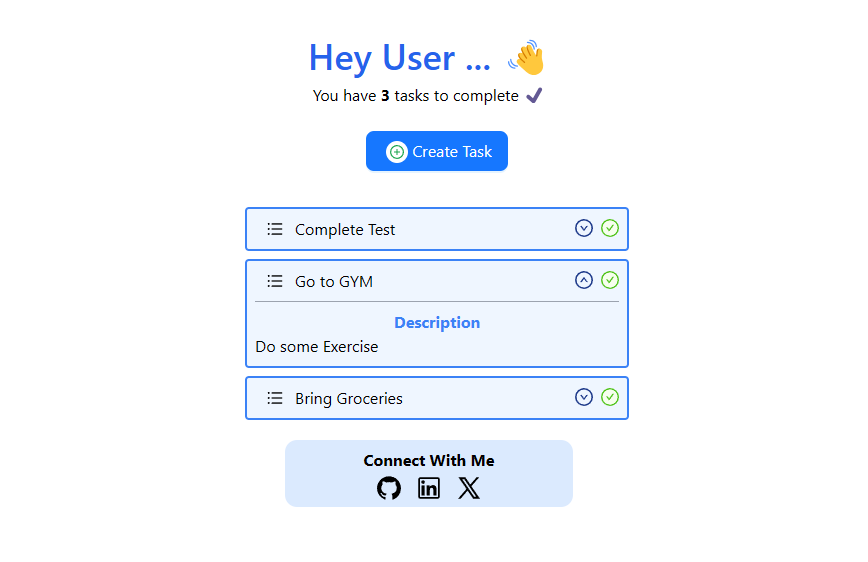 Hey User ... 👋
You have 3 tasks to complete ✔
Create Task
Complete Test
Go to GYM
Description
Do some Exercise
Bring Groceries
Connect With Me